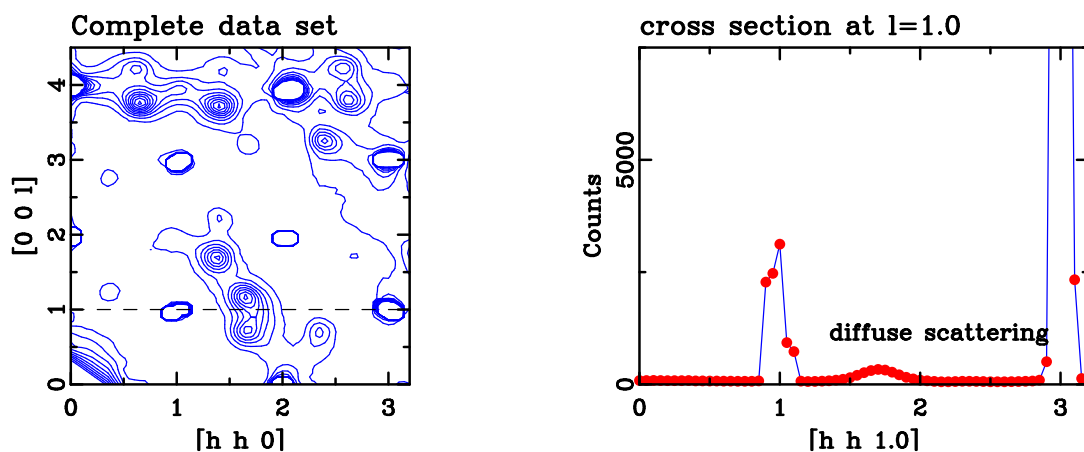 Complete data set
[0 0 l]
4
3
2
1
0
0 1 2 3
[h h 0]
cross section at l=1.0
Counts
5000
0
diffuse scattering
0 1 2 3
[h h 1.0]